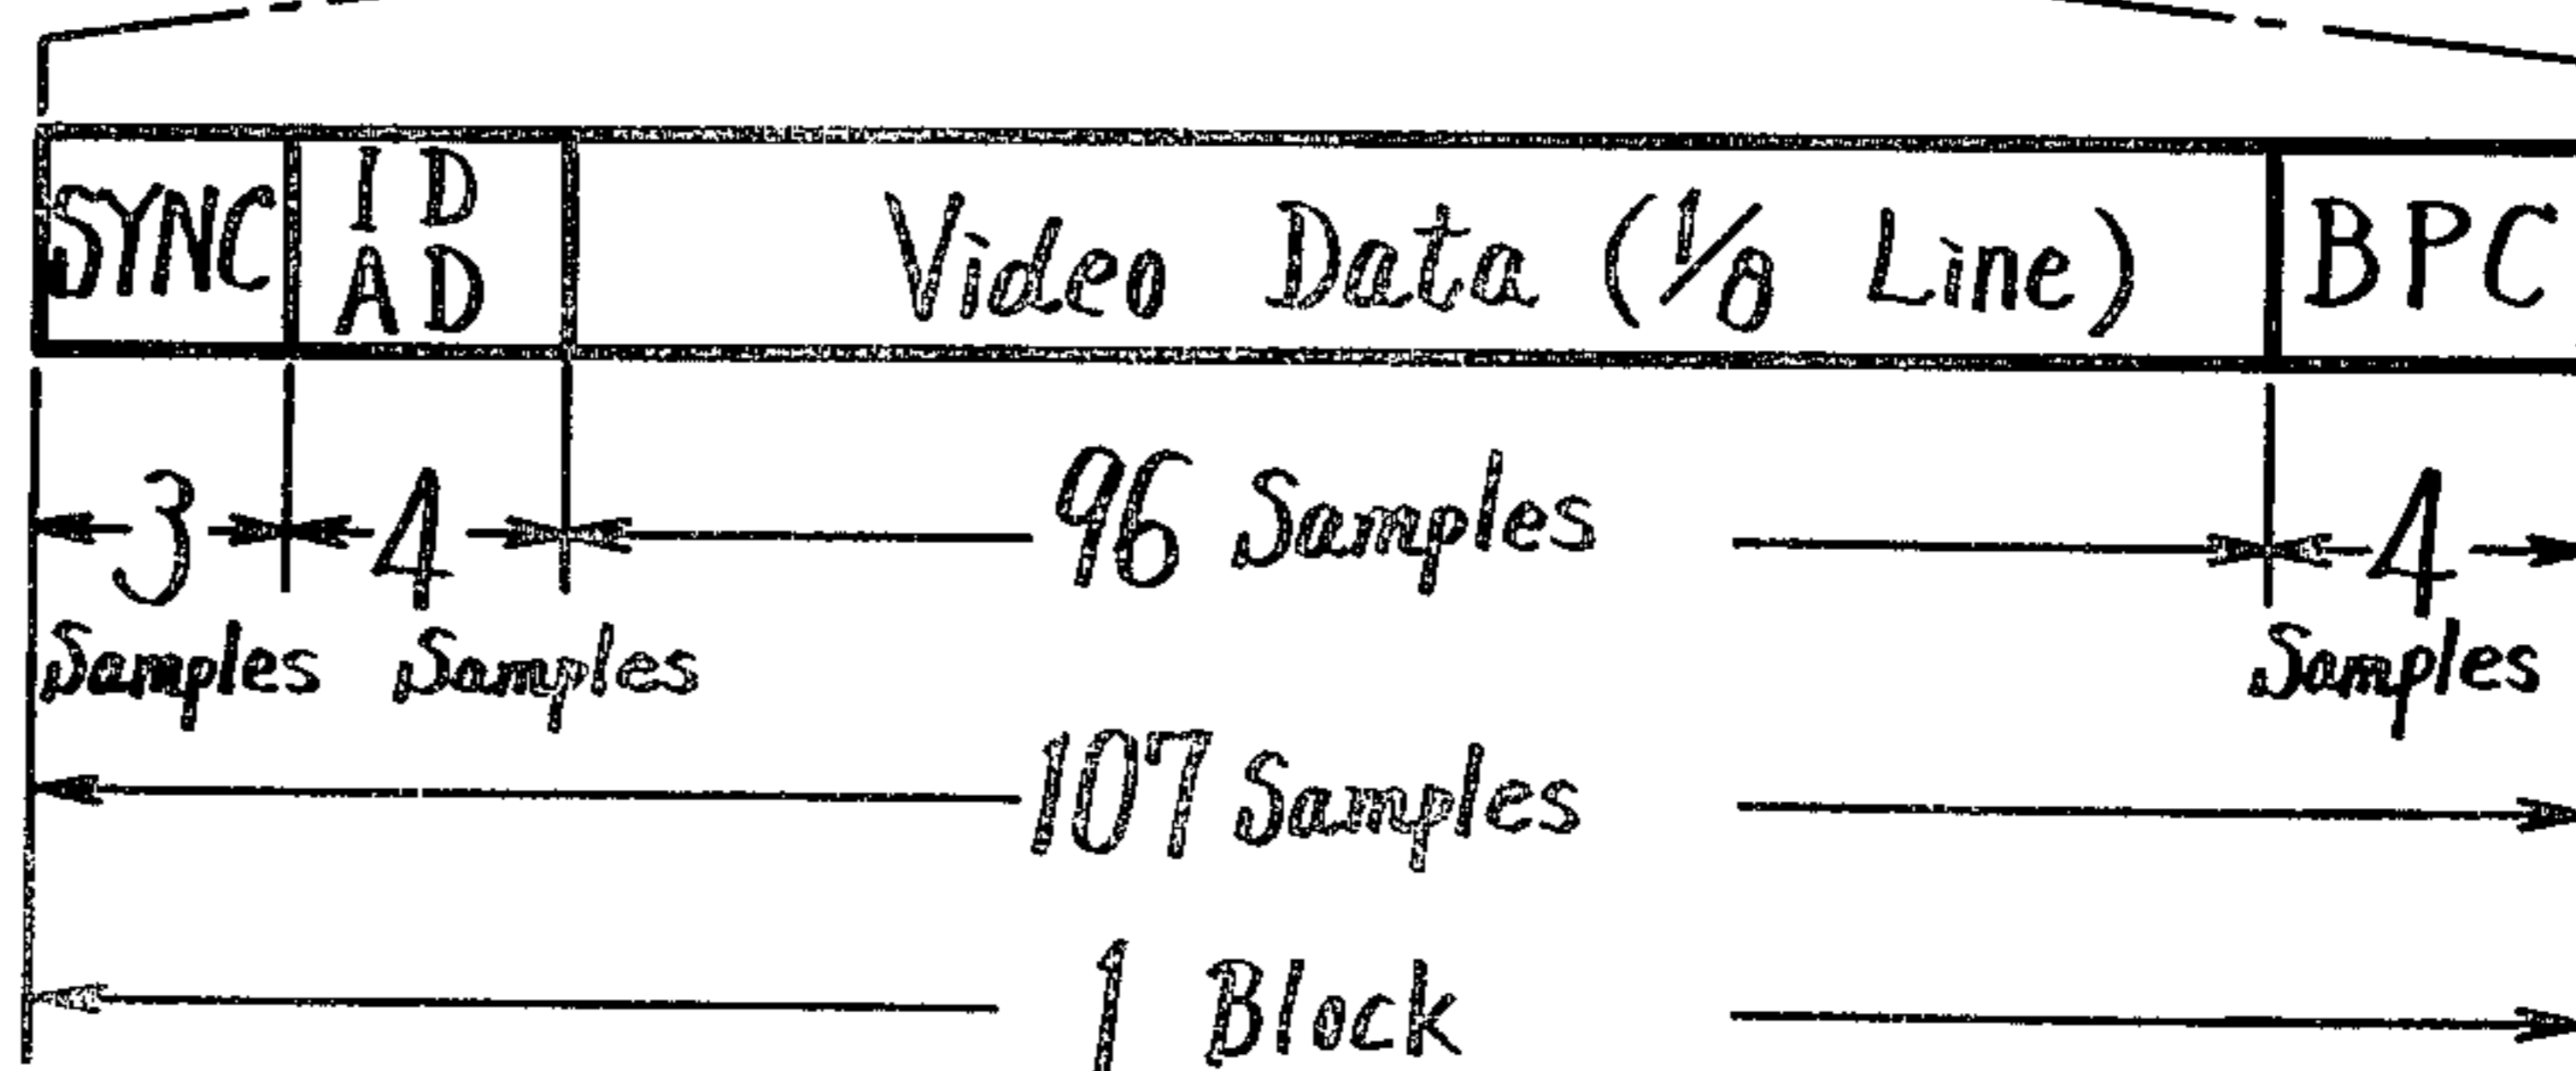 SYNC ID AD Video Data (1/8 Line) BPC
3 4 96 Samples 4
Samples Samples Samples
107 Samples
1 Block